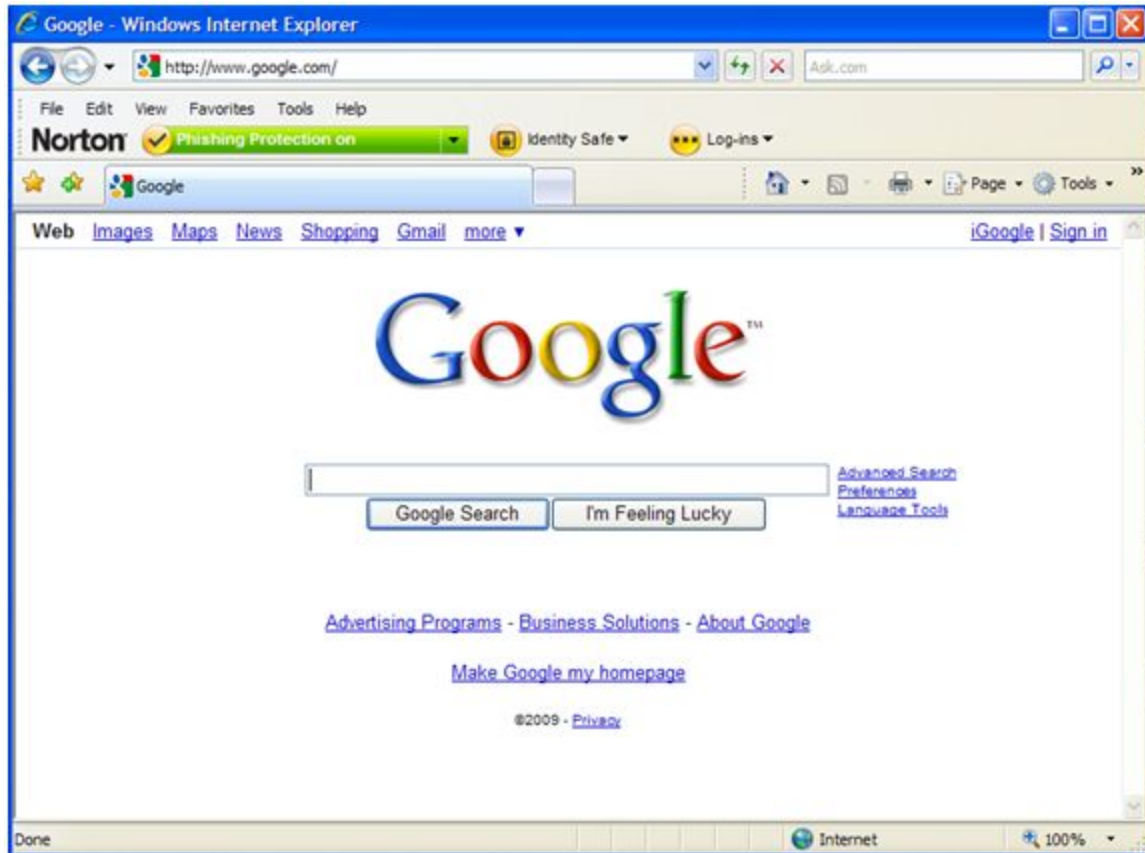 Google - Windows Internet Explorer
http://www.google.com/ Ask.com
File Edit View Favorites Tools Help
Norton Phishing Protection on Identity Safe Log-ins
Google Page Tools »
Web Images Maps News Shopping Gmail more ▼ iGoogle | Sign in
Google™
Advanced Search
Preferences
Language Tools
Google Search I'm Feeling Lucky
Advertising Programs - Business Solutions - About Google
Make Google my homepage
©2009 - Privacy
Done Internet 100%